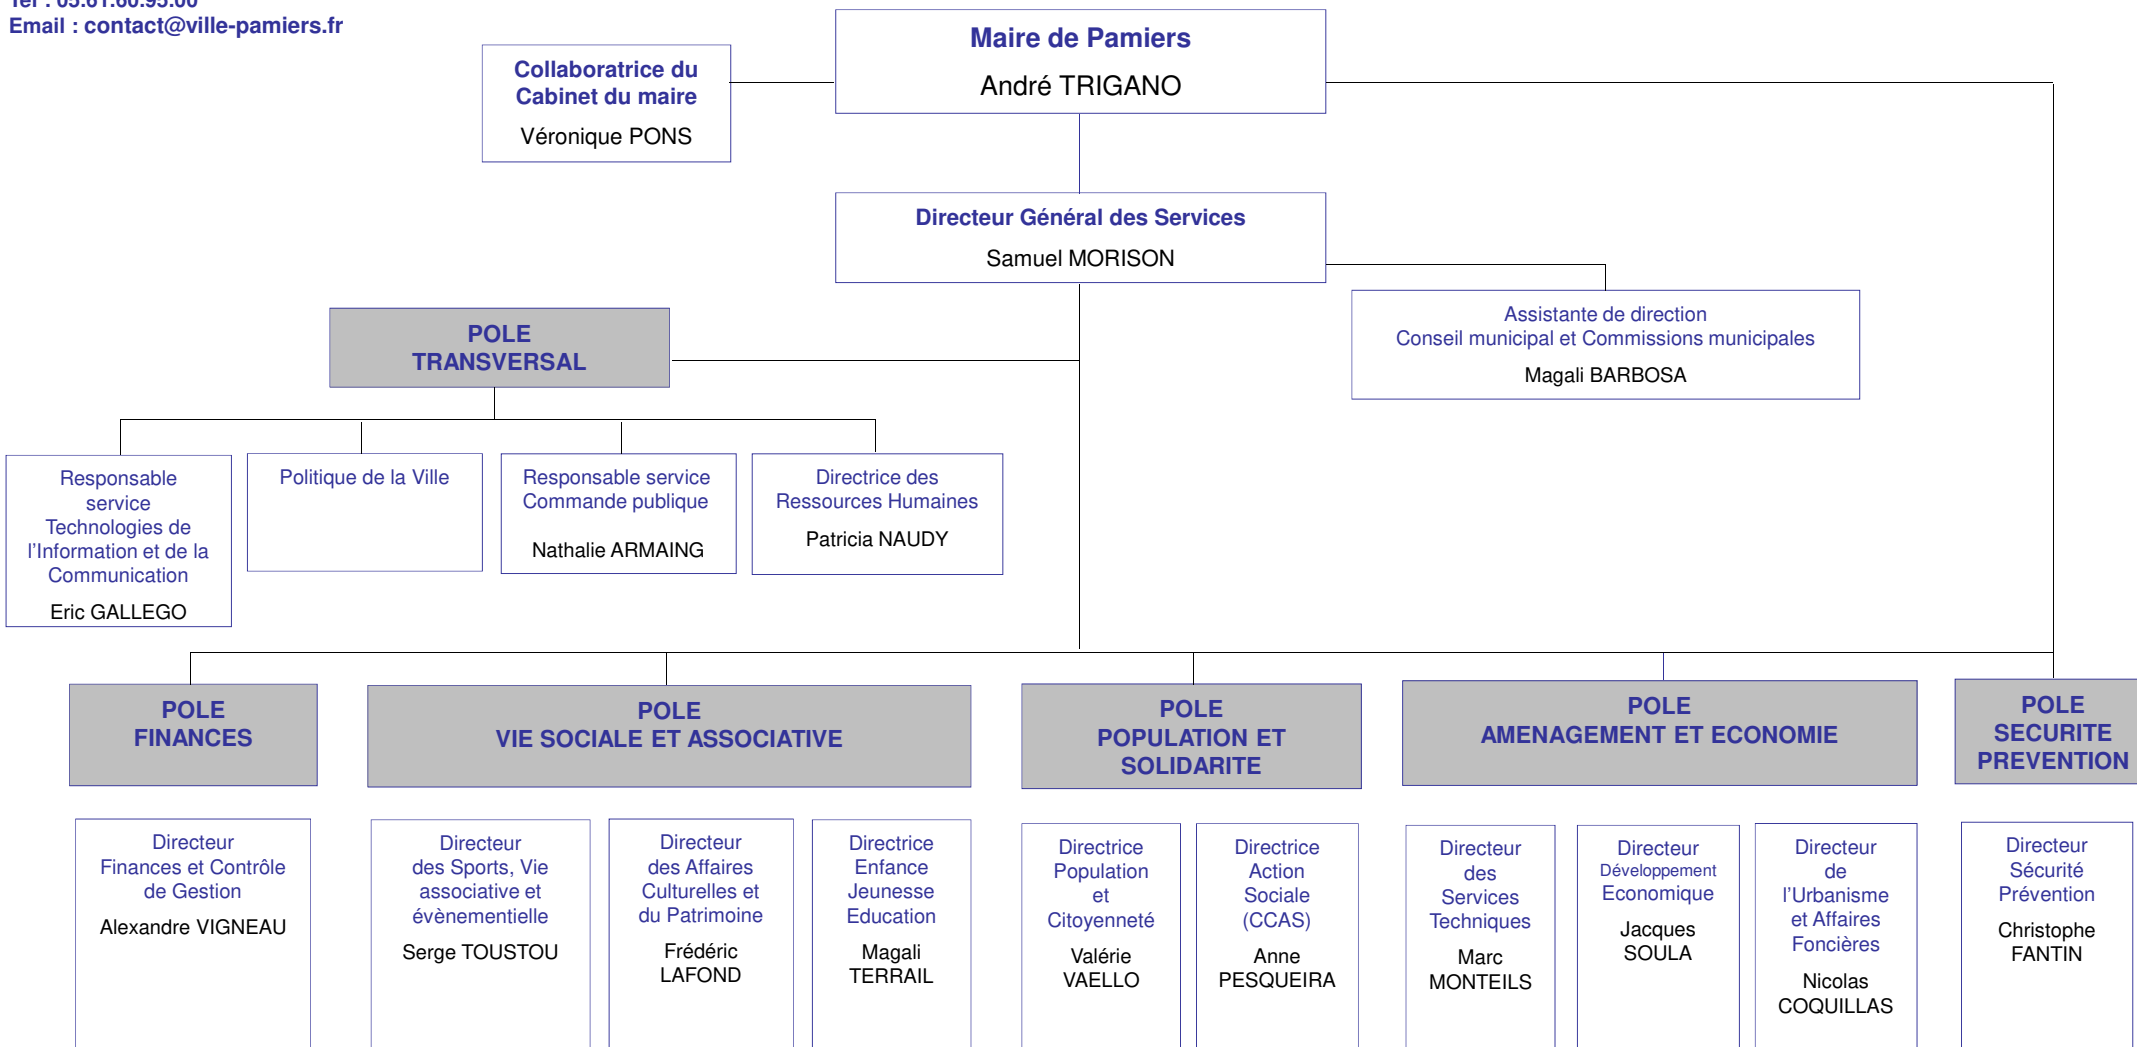 Tel : 05.61.60.95.00
Email : contact@ville-pamiers.fr
Maire de Pamiers
André TRIGANO
Collaboratrice du
Cabinet du maire
Véronique PONS
Directeur Général des Services
Samuel MORISON
Assistante de direction
Conseil municipal et Commissions municipales
Magali BARBOSA
POLE
TRANSVERSAL
Responsable
service
Technologies de
l'Information et de la
Communication
Eric GALLEGO
Politique de la Ville
Responsable service
Commande publique
Nathalie ARMAING
Directrice des
Ressources Humaines
Patricia NAUDY
POLE
FINANCES
POLE
VIE SOCIALE ET ASSOCIATIVE
POLE
POPULATION ET
SOLIDARITE
POLE
AMENAGEMENT ET ECONOMIE
POLE
SECURITE
PREVENTION
Directeur
Finances et Contrôle
de Gestion
Alexandre VIGNEAU
Directeur
des Sports, Vie
associative et
évènementielle
Serge TOUSTOU
Directeur
des Affaires
Culturelles et
du Patrimoine
Frédéric
LAFOND
Directrice
Enfance
Jeunesse
Education
Magali
TERRAIL
Directrice
Population
et
Citoyenneté
Valérie
VAELLO
Directrice
Action
Sociale
(CCAS)
Anne
PESQUEIRA
Directeur
des
Services
Techniques
Marc
MONTEILS
Directeur
Développement
Economique
Jacques
SOULA
Directeur
de
l'Urbanisme
et Affaires
Foncières
Nicolas
COQUILLAS
Directeur
Sécurité
Prévention
Christophe
FANTIN